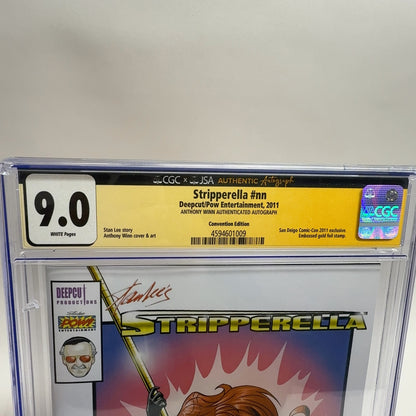 CGC × JSA AUTHENTIC Autograph
9.0
WHITE Pages
Stripperella #nn
Deepcut/Pow Entertainment, 2011
ANTHONY WINN AUTHENTICATED AUTOGRAPH
Convention Edition
Stan Lee story
Anthony Winn cover & art
4594601009
San Deigo Comic-Con 2011 exclusive
Embossed gold foil stamp.
CGC
DEEPCUT
PRODUCTIONS
POW!
ENTERTAINMENT
Stan Lee's
STRIPPERELLA